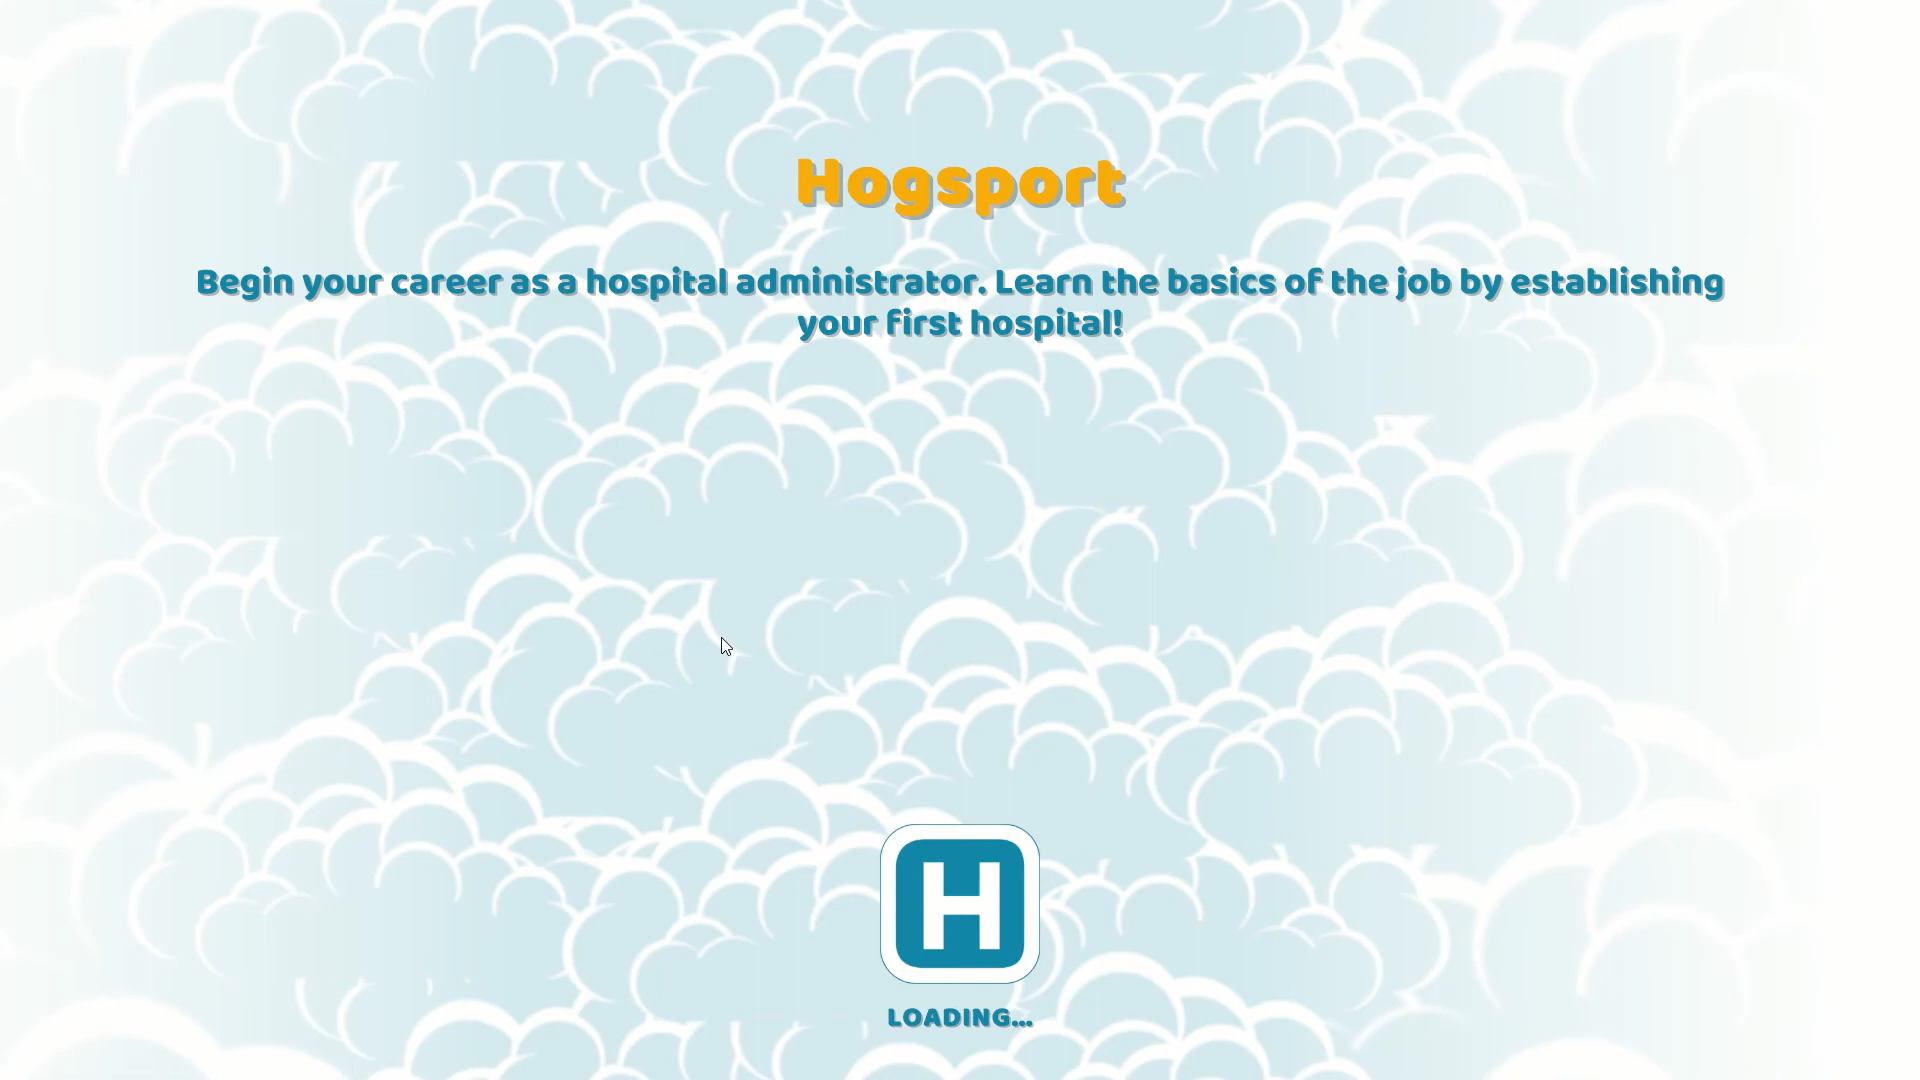 Hogsport
Begin your career as a hospital administrator. Learn the basics of the job by establishing
your first hospital!
H
LOADING...